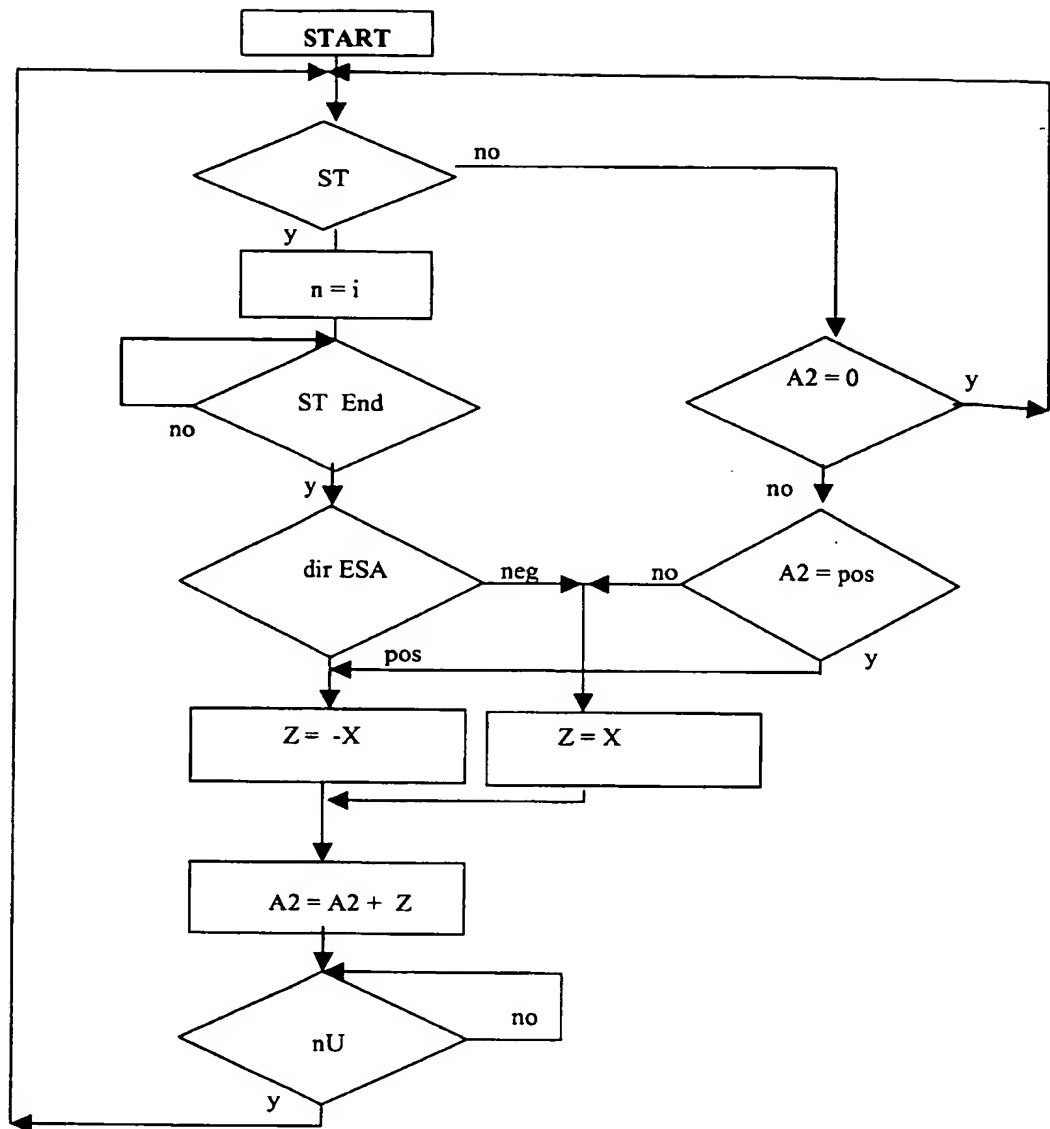 START
ST
no
y
n = i
ST End
no
y
A2 = 0
y
no
dir ESA
neg
pos
A2 = pos
no
y
Z = -X
Z = X
A2 = A2 + Z
nU
no
y